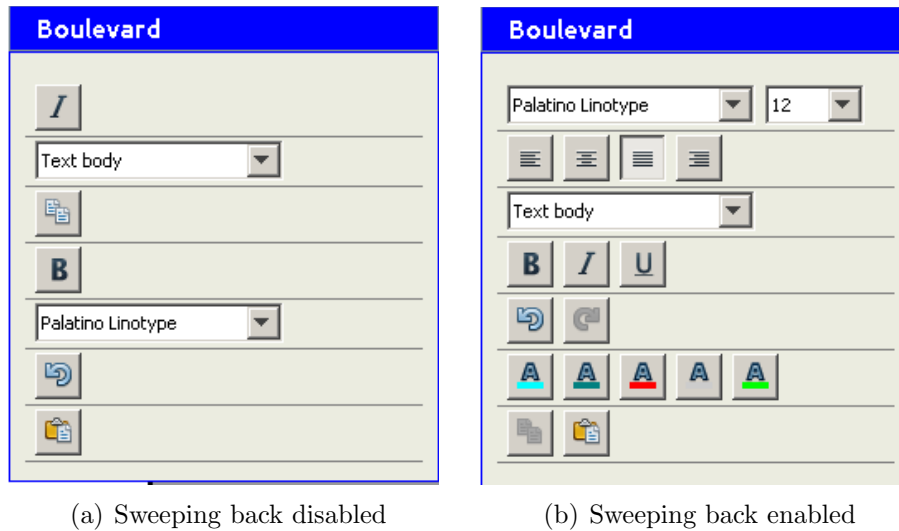 Boulevard
I
Text body
B
Palatino Linotype
(a) Sweeping back disabled
Boulevard
Palatino Linotype 12
Text body
B I U
A A A A A
(b) Sweeping back enabled